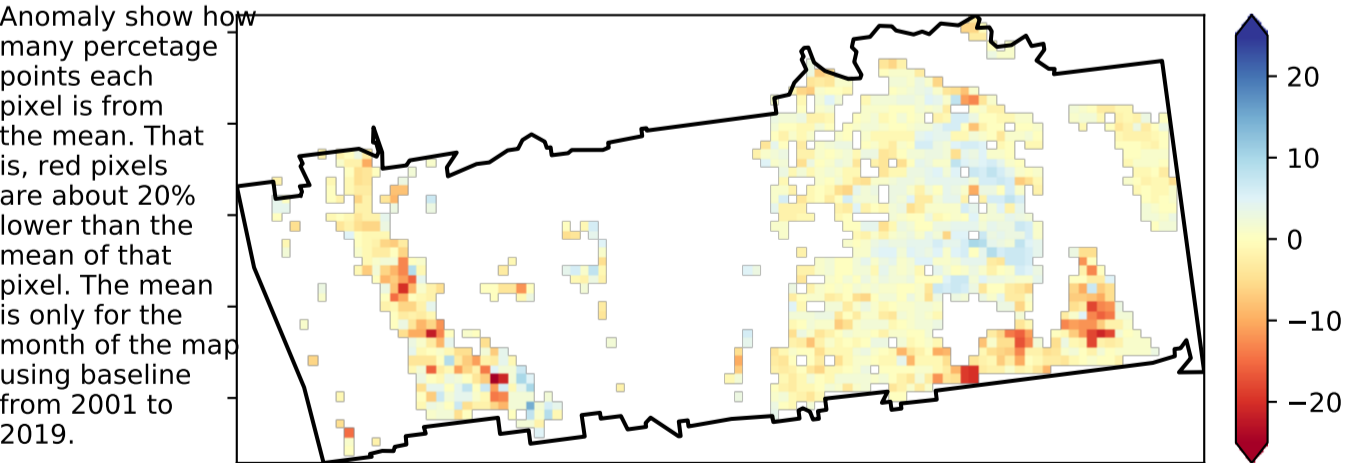 Anomaly show how
many percetage
points each
pixel is from
the mean. That
is, red pixels
are about 20%
lower than the
mean of that
pixel. The mean
is only for the
month of the map
using baseline
from 2001 to
2019.
20
10
0
−10
−20